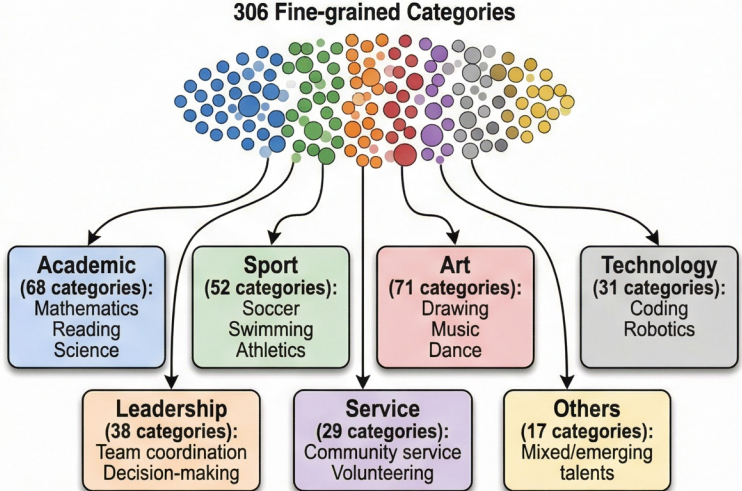 306 Fine-grained Categories
Academic
(68 categories):
Mathematics
Reading
Science
Sport
(52 categories):
Soccer
Swimming
Athletics
Art
(71 categories):
Drawing
Music
Dance
Technology
(31 categories):
Coding
Robotics
Leadership
(38 categories):
Team coordination
Decision-making
Service
(29 categories):
Community service
Volunteering
Others
(17 categories):
Mixed/emerging
talents